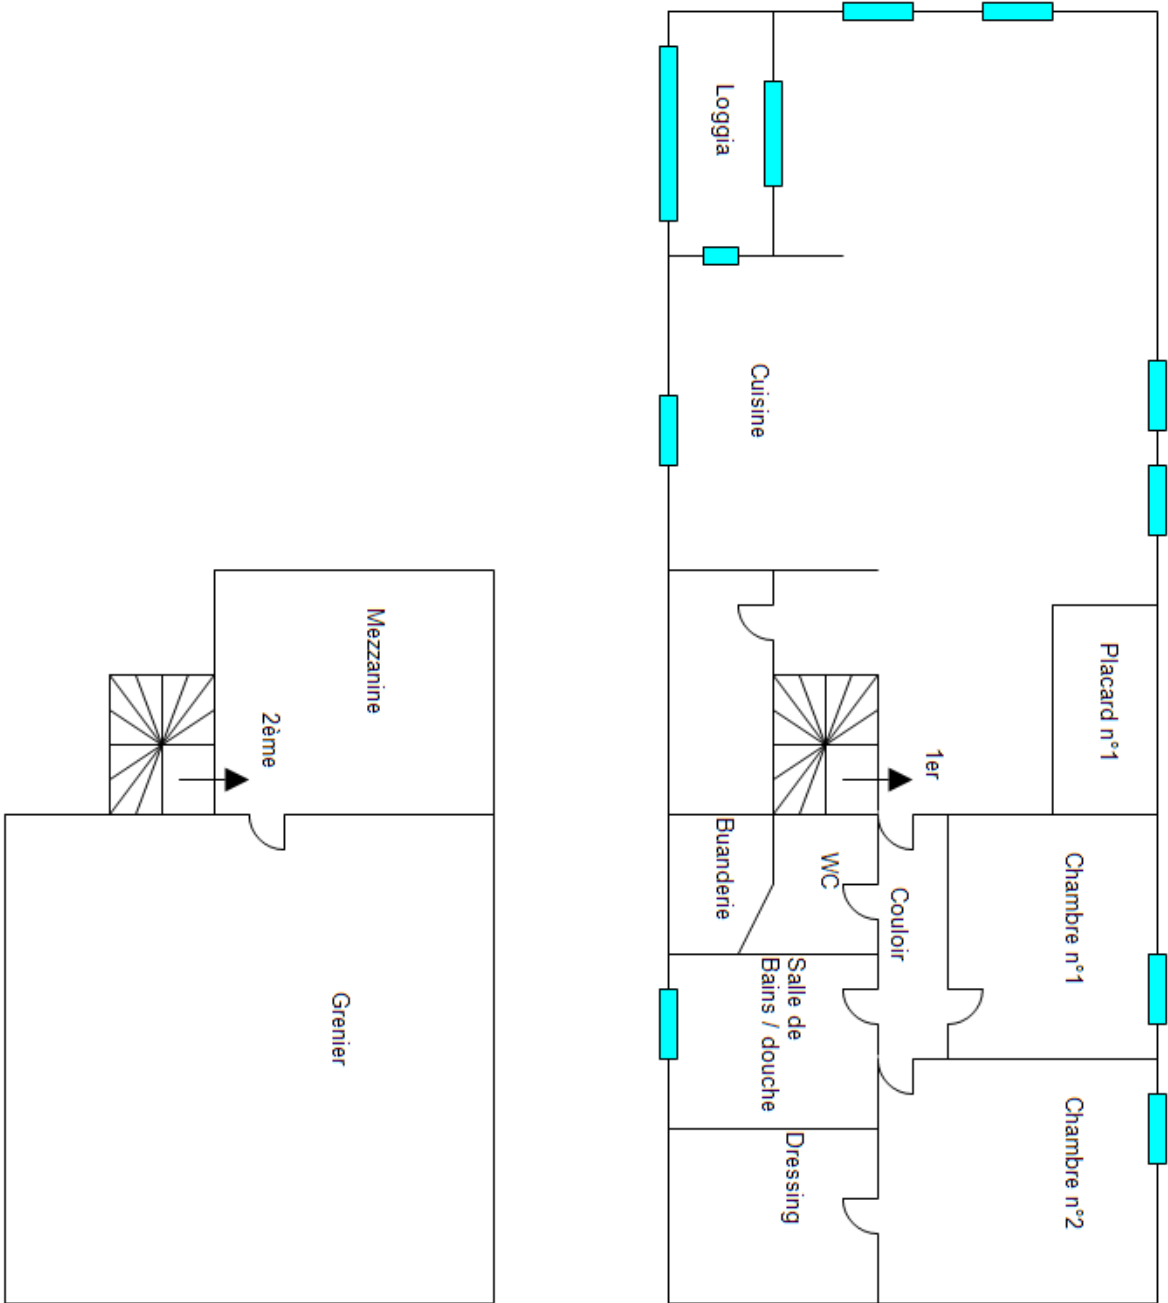 Loggia
Cuisine
Mezzanine
2ème
Placard n°1
1er
Buanderie
WC
Couloir
Chambre n°1
Salle de
Bains / douche
Grenier
Dressing
Chambre n°2